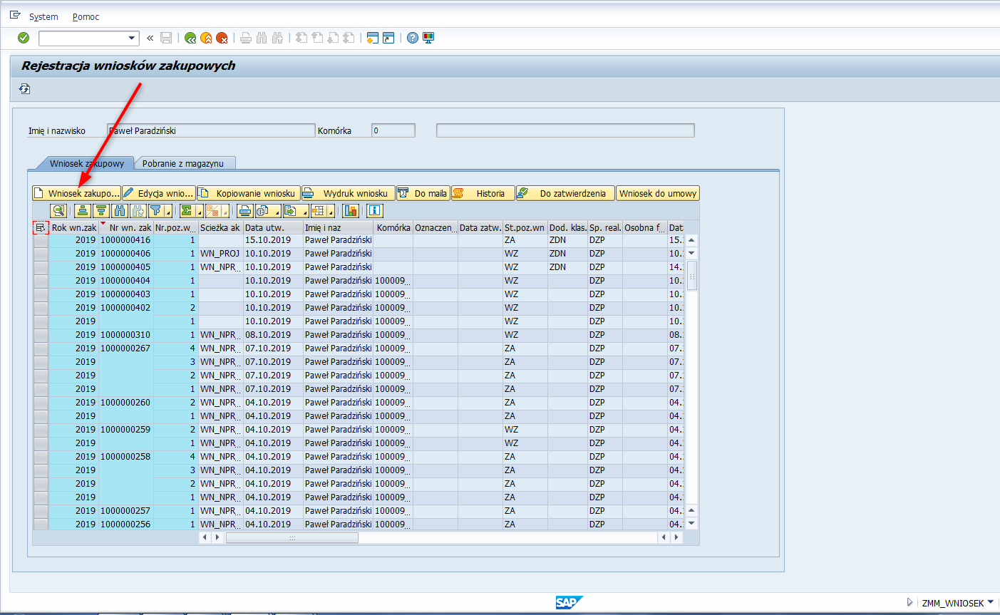 System Pomoc
Rejestracja wniosków zakupowych
Imię i nazwisko Paweł Paradziński Komórka 0
Wniosek zakupowy Pobranie z magazynu
Wniosek zakupo... Edycja wnio... Kopiowanie wniosku Wydruk wniosku Do maila Historia Do zatwierdzenia Wniosek do umowy
Rok wn.zak Nr wn. zak Nr.poz.w... Scieżka ak Data utw. Imię i naz Komórka Oznaczen... Data zatw. St.poz.wn Dod. klas. Sp. real. Osobna f... Dat
2019 1000000416 1 15.10.2019 Paweł Paradziński ZA ZDN DZP 15.
2019 1000000406 1 WN_PROJ 10.10.2019 Paweł Paradziński WZ ZDN DZP 10.
2019 1000000405 1 WN_NPR... 10.10.2019 Paweł Paradziński WZ ZDN DZP 14.
2019 1000000404 1 10.10.2019 Paweł Paradziński 100009... WZ DZP 10.
2019 1000000403 1 10.10.2019 Paweł Paradziński 100009... WZ DZP 10.
2019 1000000402 2 10.10.2019 Paweł Paradziński 100009... WZ DZP 10.
2019 1 10.10.2019 Paweł Paradziński 100009... WZ DZP 10.
2019 1000000310 1 WN_NPR... 08.10.2019 Paweł Paradziński 100009... WZ DZP 08.
2019 1000000267 4 WN_NPR... 07.10.2019 Paweł Paradziński 100009... ZA DZP 07.
2019 3 WN_NPR... 07.10.2019 Paweł Paradziński 100009... ZA DZP 07.
2019 2 WN_NPR... 07.10.2019 Paweł Paradziński 100009... ZA DZP 07.
2019 1 WN_NPR... 07.10.2019 Paweł Paradziński 100009... ZA DZP 07.
2019 1000000260 2 WN_NPR... 04.10.2019 Paweł Paradziński 100009... ZA DZP 04.
2019 1 WN_NPR... 04.10.2019 Paweł Paradziński 100009... ZA DZP 04.
2019 1000000259 2 WN_NPR... 04.10.2019 Paweł Paradziński 100009... WZ DZP 04.
2019 1 WN_NPR... 04.10.2019 Paweł Paradziński 100009... WZ DZP 04.
2019 1000000258 4 WN_NPR... 04.10.2019 Paweł Paradziński 100009... ZA DZP 04.
2019 3 WN_NPR... 04.10.2019 Paweł Paradziński 100009... ZA DZP 04.
2019 2 WN_NPR... 04.10.2019 Paweł Paradziński 100009... ZA DZP 04.
2019 1 WN_NPR... 04.10.2019 Paweł Paradziński 100009... ZA DZP 04.
2019 1000000257 1 WN_NPR... 04.10.2019 Paweł Paradziński 100009... ZA DZP 04.
2019 1000000256 1 WN_NPR... 04.10.2019 Paweł Paradziński 100009... ZA DZP 04.
SAP ZMM_WNIOSEK